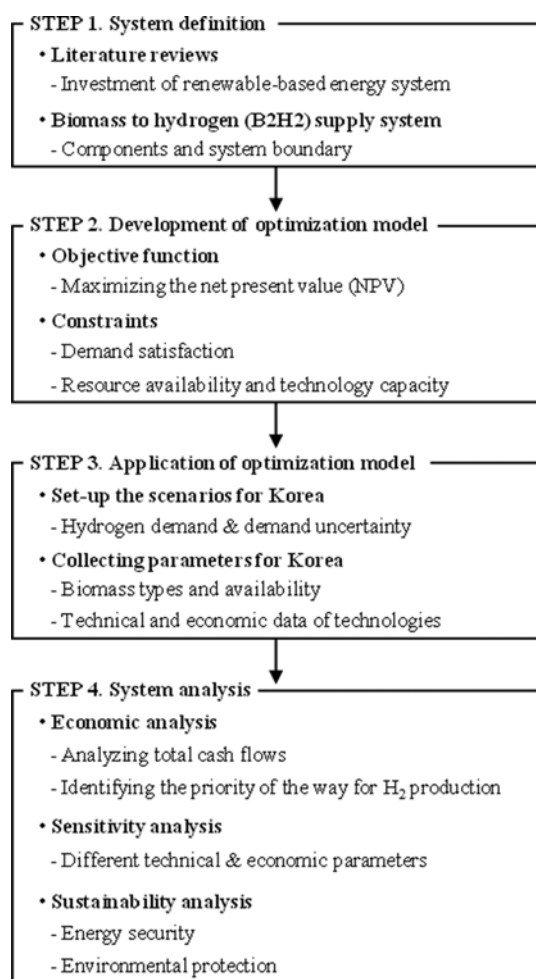 STEP 1. System definition
• Literature reviews
- Investment of renewable-based energy system
• Biomass to hydrogen (B2H2) supply system
- Components and system boundary
STEP 2. Development of optimization model
• Objective function
- Maximizing the net present value (NPV)
• Constraints
- Demand satisfaction
- Resource availability and technology capacity
STEP 3. Application of optimization model
• Set-up the scenarios for Korea
- Hydrogen demand & demand uncertainty
• Collecting parameters for Korea
- Biomass types and availability
- Technical and economic data of technologies
STEP 4. System analysis
• Economic analysis
- Analyzing total cash flows
- Identifying the priority of the way for H₂ production
• Sensitivity analysis
- Different technical & economic parameters
• Sustainability analysis
- Energy security
- Environmental protection